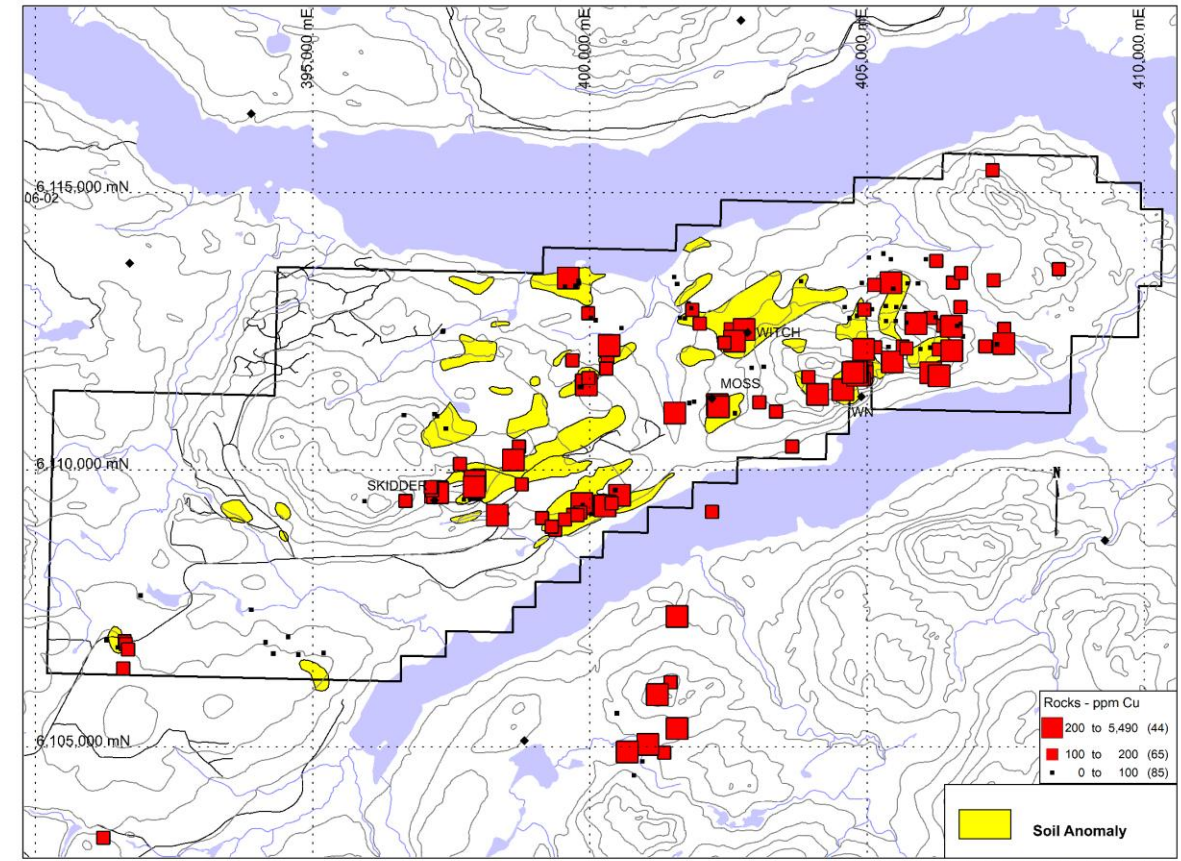 395,000 mE
400,000 mE
405,000 mE
410,000 mE
6,115,000 mN
06-02
WITCH
MOSS
WN
6,110,000 mN
SKIDDER
N
6,105,000 mN
Rocks - ppm Cu
200 to 5,490 (44)
100 to 200 (65)
0 to 100 (85)
Soil Anomaly